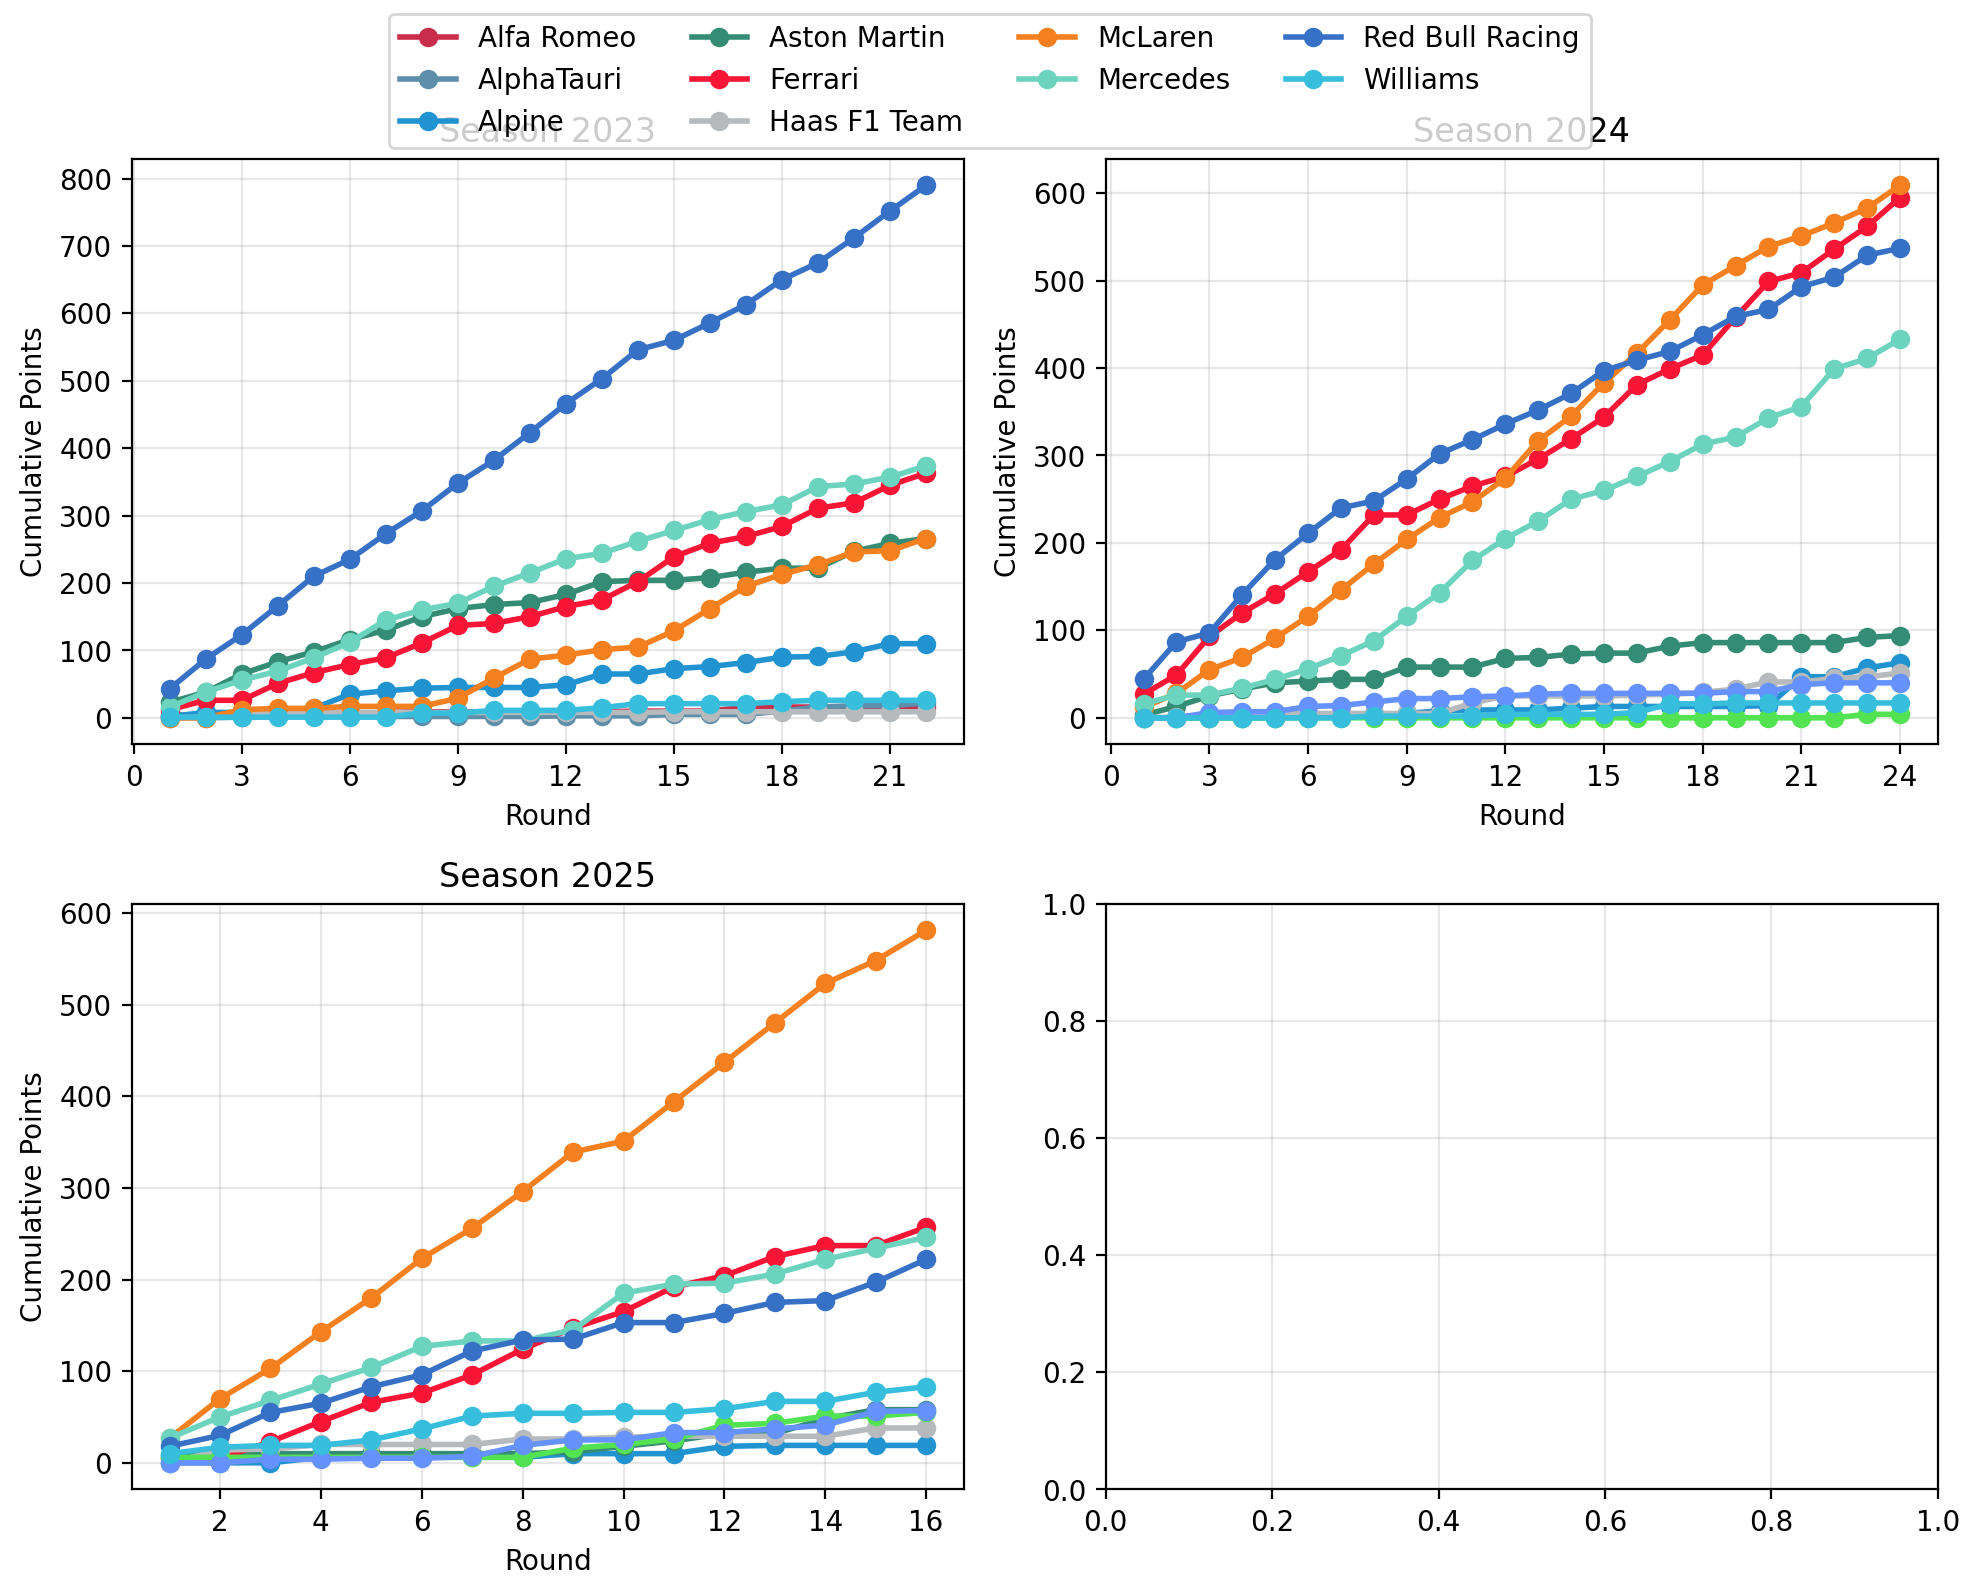 Alfa Romeo Aston Martin McLaren Red Bull Racing
AlphaTauri Ferrari Mercedes Williams
Alpine Haas F1 Team
Season 2023
Season 2024
Cumulative Points
800
700
600
500
400
300
200
100
0
0 3 6 9 12 15 18 21
Round
Cumulative Points
600
500
400
300
200
100
0
0 3 6 9 12 15 18 21 24
Round
Season 2025
Cumulative Points
600
500
400
300
200
100
0
2 4 6 8 10 12 14 16
Round
1.0
0.8
0.6
0.4
0.2
0.0
0.0 0.2 0.4 0.6 0.8 1.0